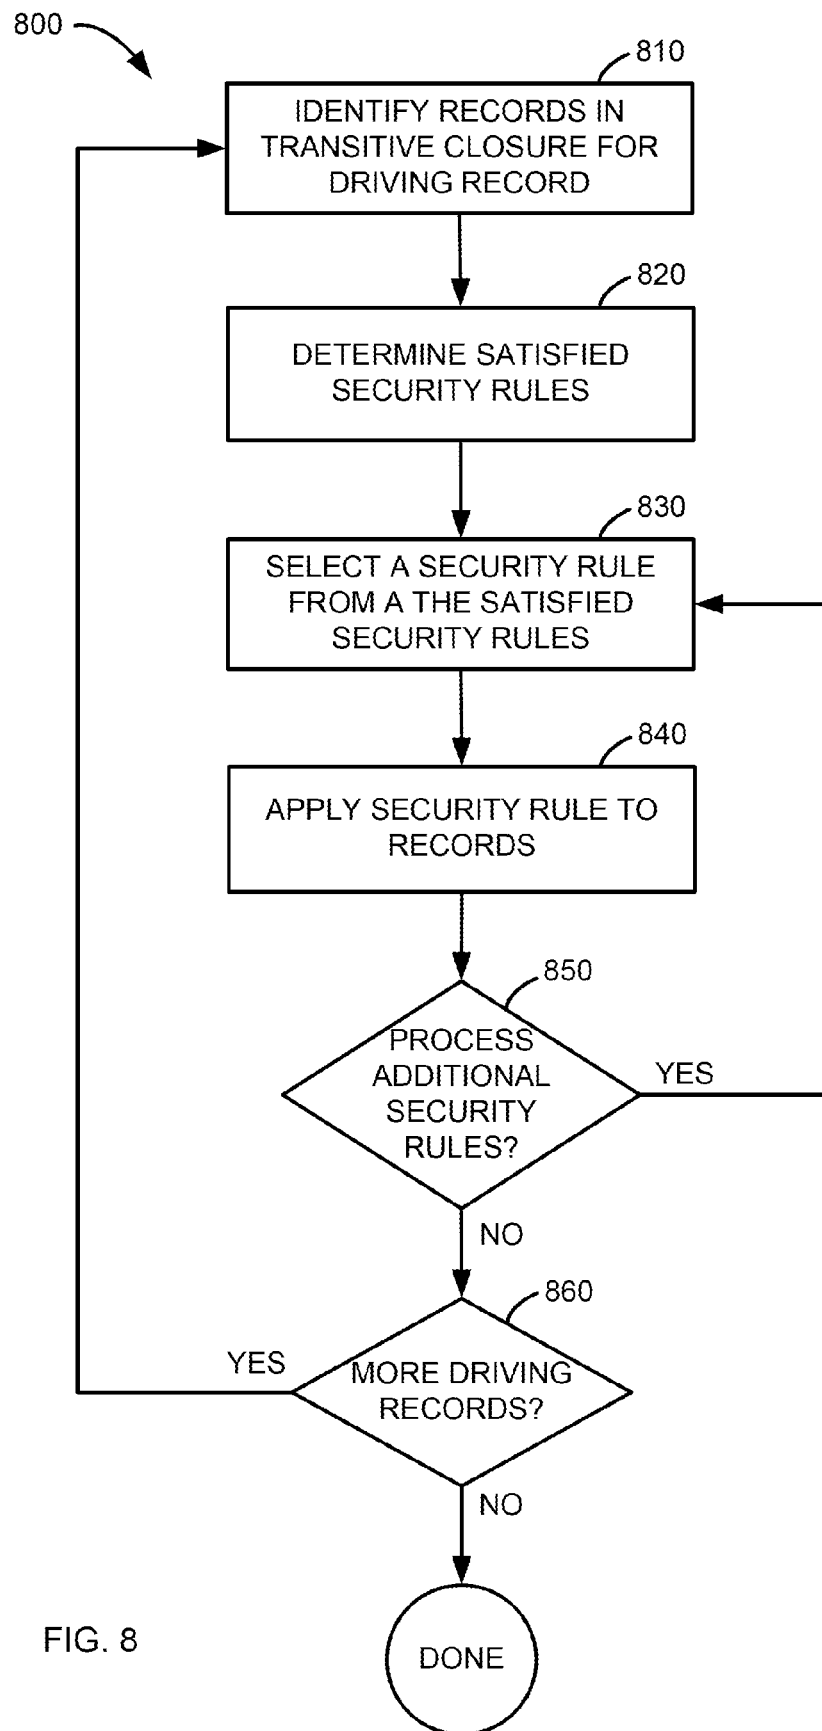 800
810
IDENTIFY RECORDS IN
TRANSITIVE CLOSURE FOR
DRIVING RECORD
820
DETERMINE SATISFIED
SECURITY RULES
830
SELECT A SECURITY RULE
FROM A THE SATISFIED
SECURITY RULES
840
APPLY SECURITY RULE TO
RECORDS
850
PROCESS
ADDITIONAL
SECURITY
RULES?
YES
NO
860
YES
MORE DRIVING
RECORDS?
NO
FIG. 8
DONE